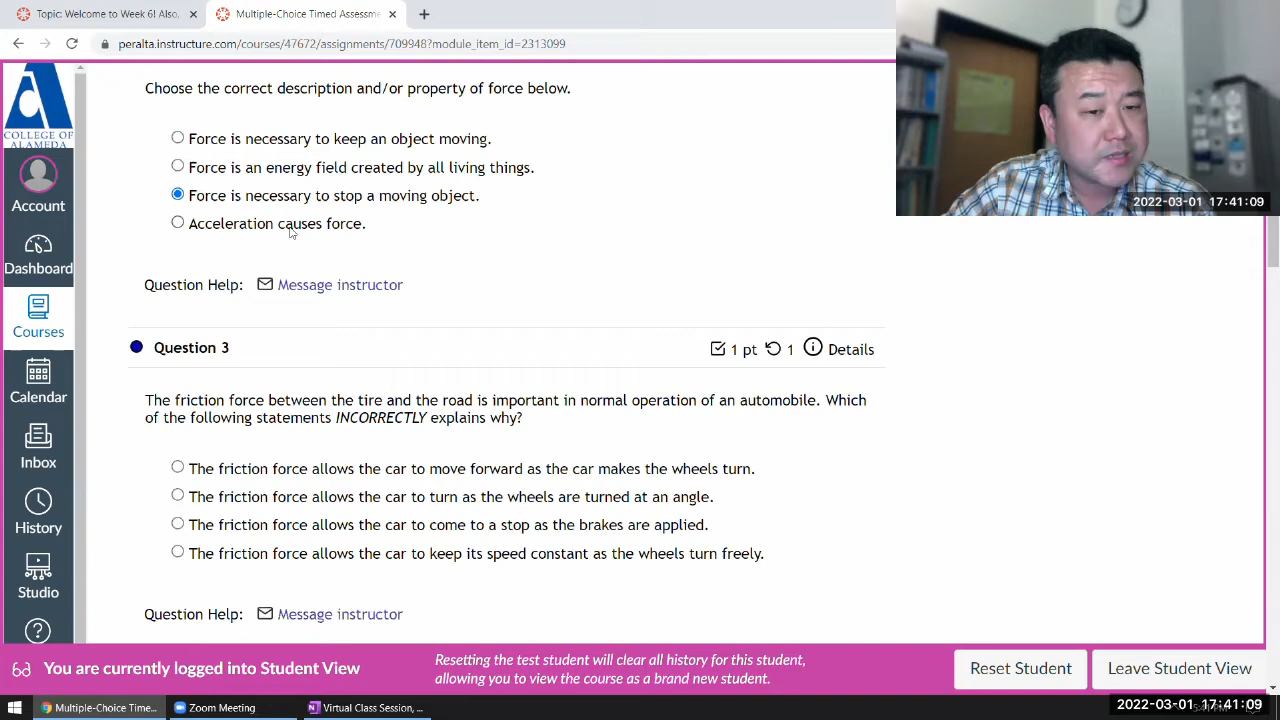 Topic: Welcome to Week 6! Also,
Multiple-Choice Timed Assessme
peralta.instructure.com/courses/47672/assignments/709948?module_item_id=2313099
2022-03-01 17:41:09
COLLEGE OF
ALAMEDA
Account
Dashboard
Courses
Calendar
Inbox
History
Studio
Choose the correct description and/or property of force below.
Force is necessary to keep an object moving.
Force is an energy field created by all living things.
Force is necessary to stop a moving object.
Acceleration causes force.
Question Help: Message instructor
Question 3
1 pt 1 Details
The friction force between the tire and the road is important in normal operation of an automobile. Which
of the following statements INCORRECTLY explains why?
The friction force allows the car to move forward as the car makes the wheels turn.
The friction force allows the car to turn as the wheels are turned at an angle.
The friction force allows the car to come to a stop as the brakes are applied.
The friction force allows the car to keep its speed constant as the wheels turn freely.
Question Help: Message instructor
You are currently logged into Student View
Resetting the test student will clear all history for this student,
allowing you to view the course as a brand new student.
Reset Student
Leave Student View
Multiple-Choice Time...
Zoom Meeting
Virtual Class Session, ...
2022-03-01 17:41:09